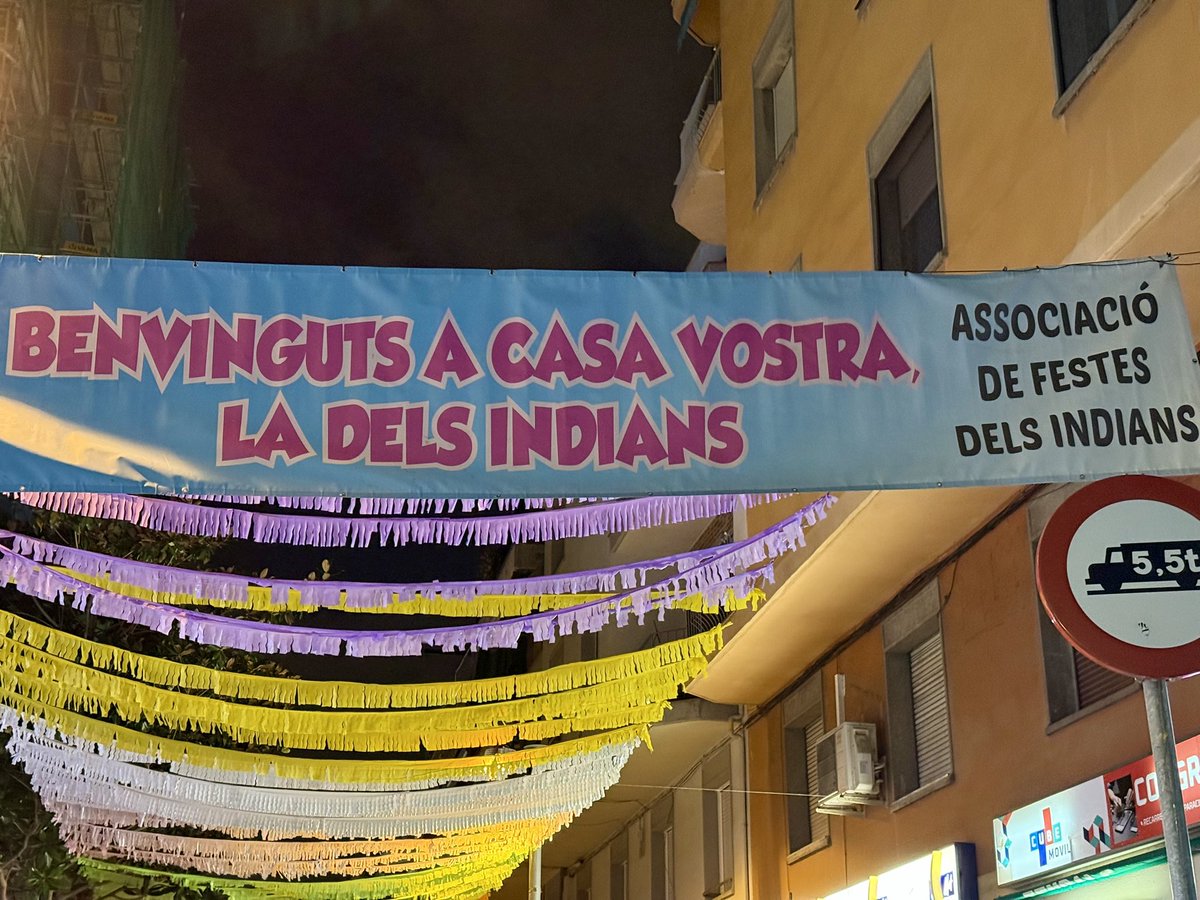 BENVINGUTS A CASA VOSTRA,
LA DELS INDIANS
ASSOCIACIÓ
DE FESTES
DELS INDIANS
5,5t
CUBE
MOVIL